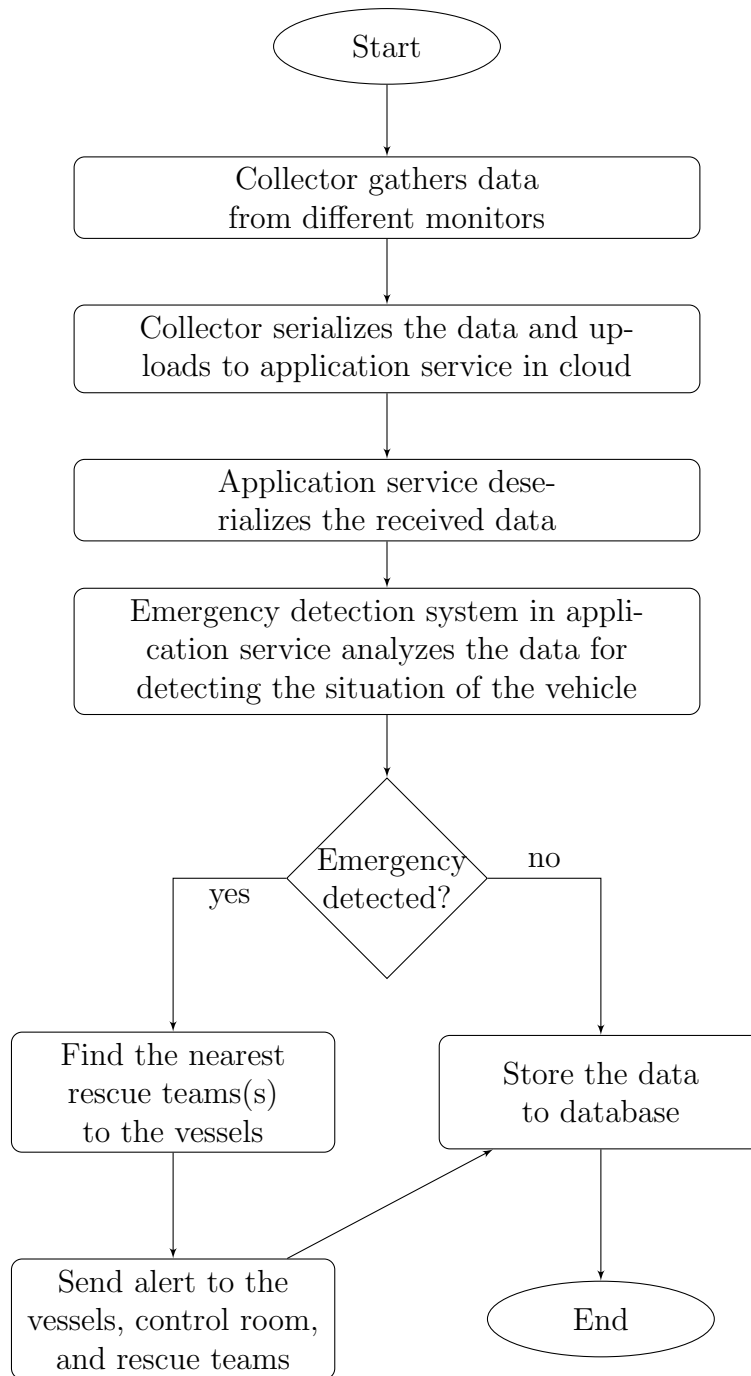 Start
Collector gathers data
from different monitors
Collector serializes the data and up-
loads to application service in cloud
Application service dese-
rializes the received data
Emergency detection system in appli-
cation service analyzes the data for
detecting the situation of the vehicle
Emergency
detected?
yes
no
Find the nearest
rescue teams(s)
to the vessels
Store the data
to database
Send alert to the
vessels, control room,
and rescue teams
End